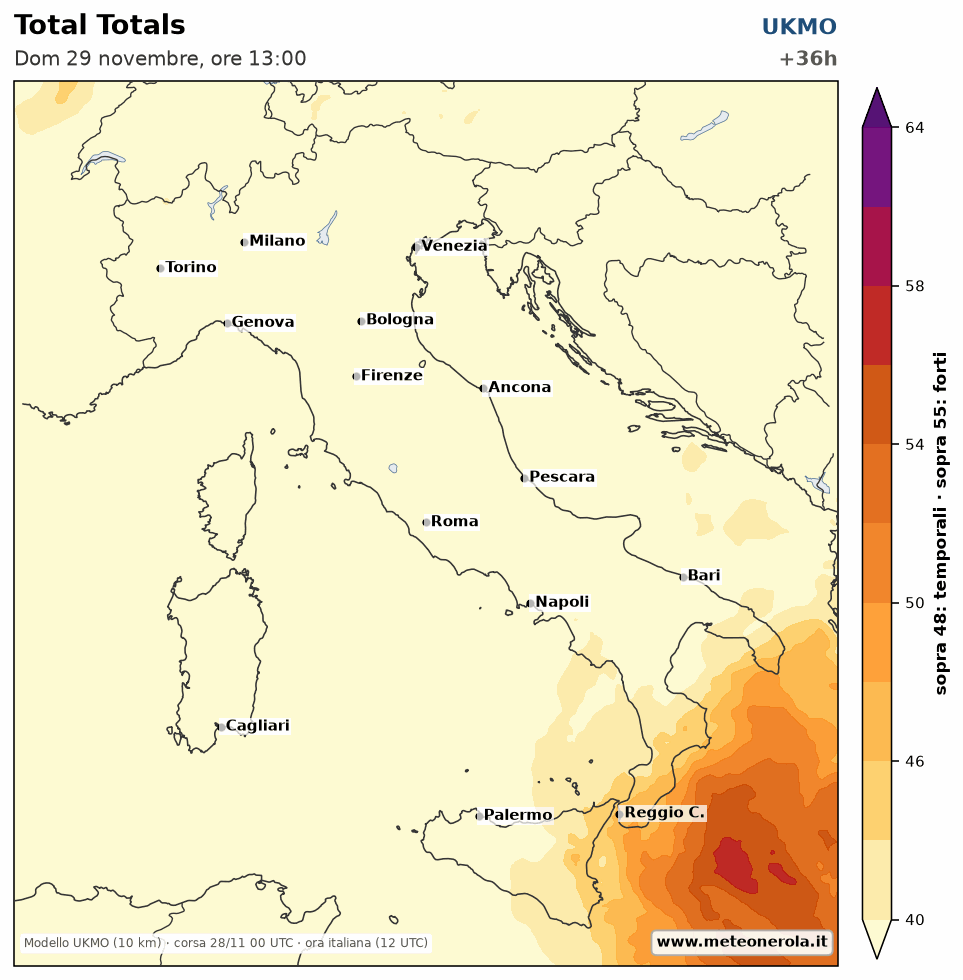 Total Totals
UKMO
Dom 29 novembre, ore 13:00
+36h
Milano
Venezia
Torino
Genova
Bologna
Firenze
Ancona
Pescara
Roma
Bari
Napoli
Cagliari
Palermo
Reggio C.
64
58
54
50
46
40
sopra 48: temporali · sopra 55: forti
Modello UKMO (10 km) · corsa 28/11 00 UTC · ora italiana (12 UTC)
www.meteonerola.it